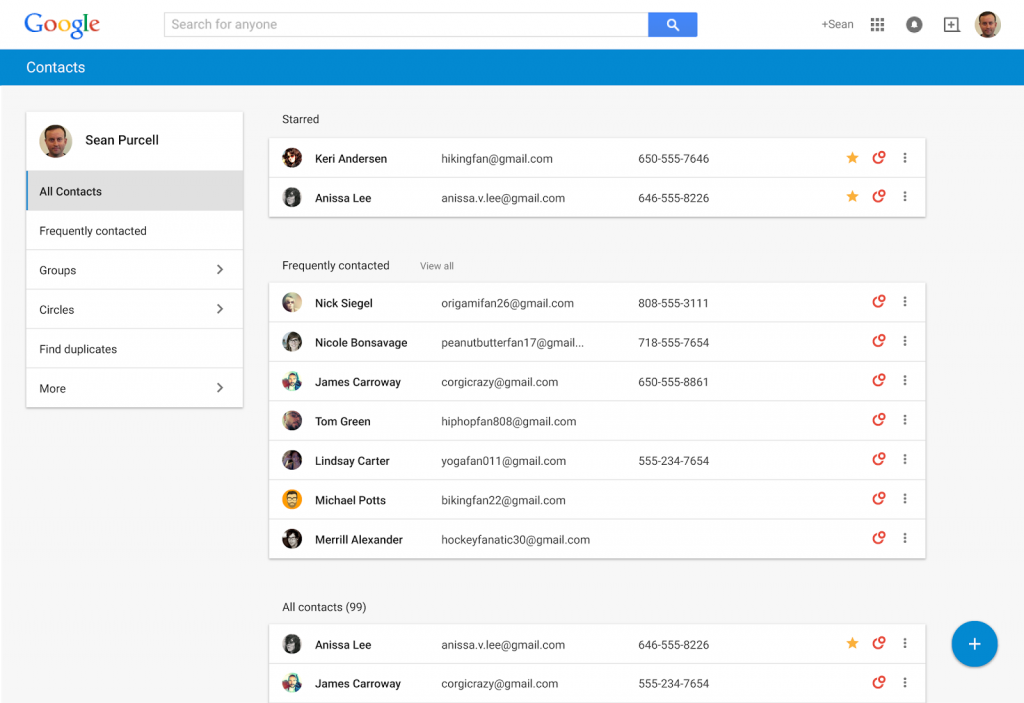 Google
Search for anyone
+Sean
Contacts
Sean Purcell
All Contacts
Frequently contacted
Groups
Circles
Find duplicates
More
Starred
Keri Andersen hikingfan@gmail.com 650-555-7646
Anissa Lee anissa.v.lee@gmail.com 646-555-8226
Frequently contacted View all
Nick Siegel origamifan26@gmail.com 808-555-3111
Nicole Bonsavage peanutbutterfan17@gmail... 718-555-7654
James Carroway corgicrazy@gmail.com 650-555-8861
Tom Green hiphopfan808@gmail.com
Lindsay Carter yogafan011@gmail.com 555-234-7654
Michael Potts bikingfan22@gmail.com
Merrill Alexander hockeyfanatic30@gmail.com
All contacts (99)
Anissa Lee anissa.v.lee@gmail.com 646-555-8226
James Carroway corgicrazy@gmail.com 555-234-7654